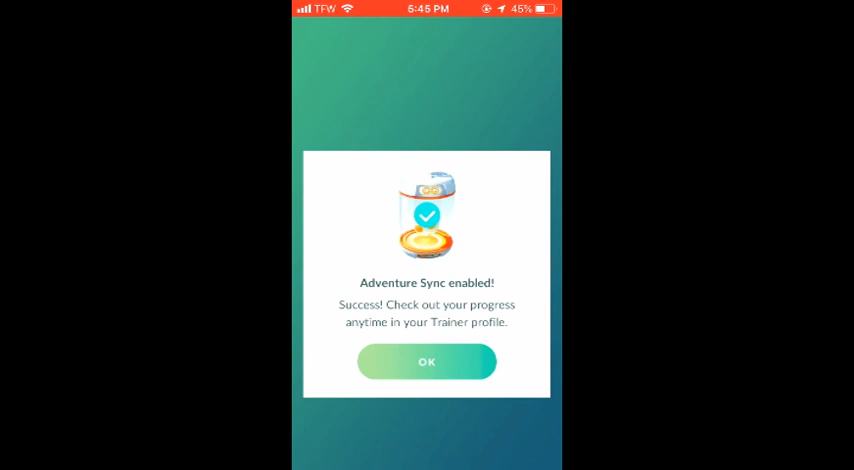 TFW 5:45 PM 45%
Adventure Sync enabled!
Success! Check out your progress
anytime in your Trainer profile.
OK